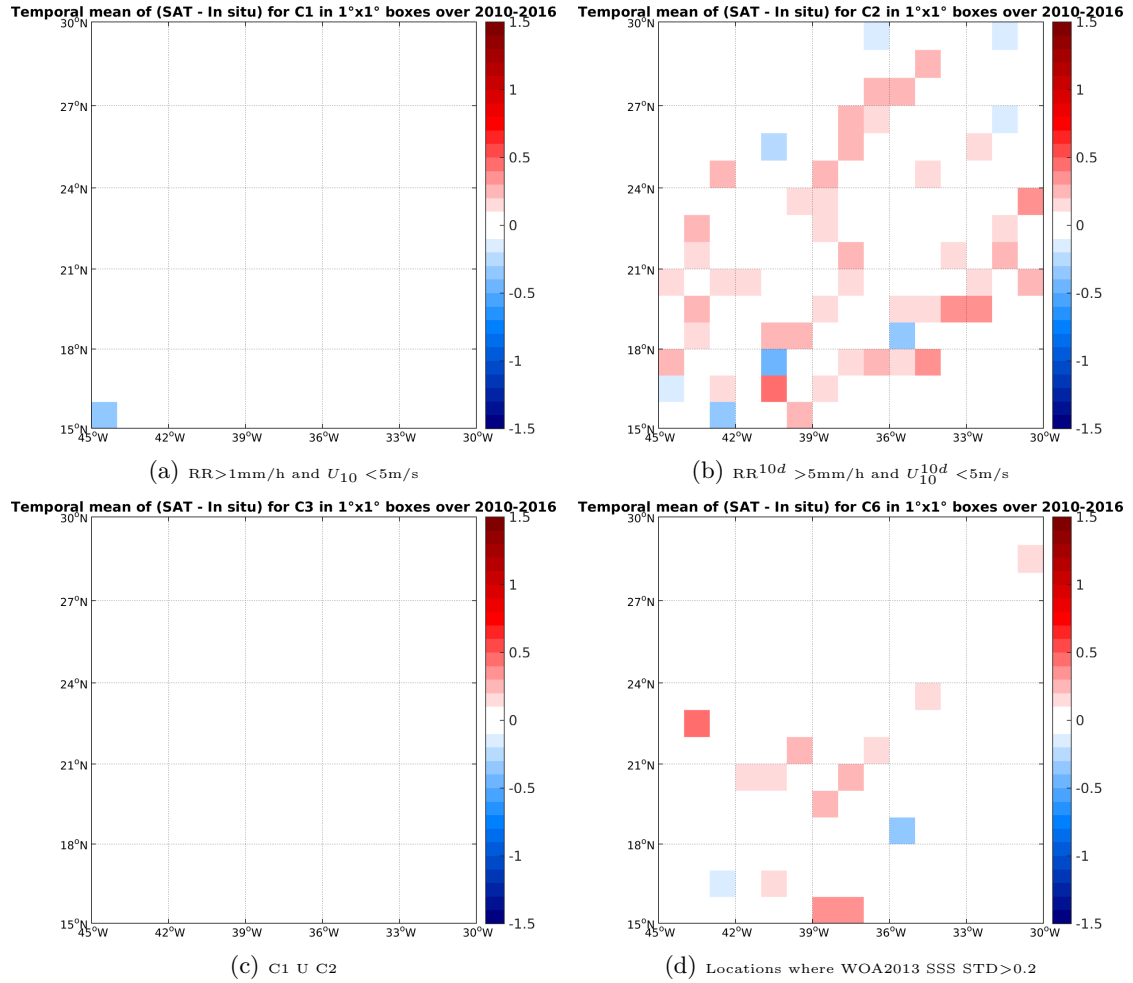 Temporal mean of (SAT - In situ) for C1 in 1°x1° boxes over 2010-2016
30°N
27°N
24°N
21°N
18°N
15°N
45°W 42°W 39°W 36°W 33°W 30°W
1.5
1
0.5
0
-0.5
-1
-1.5
(a) RR>1mm/h and U10 <5m/s
Temporal mean of (SAT - In situ) for C2 in 1°x1° boxes over 2010-2016
30°N
27°N
24°N
21°N
18°N
15°N
45°W 42°W 39°W 36°W 33°W 30°W
1.5
1
0.5
0
-0.5
-1
-1.5
(b) RR^10d >5mm/h and U10^10d <5m/s
Temporal mean of (SAT - In situ) for C3 in 1°x1° boxes over 2010-2016
30°N
27°N
24°N
21°N
18°N
15°N
45°W 42°W 39°W 36°W 33°W 30°W
1.5
1
0.5
0
-0.5
-1
-1.5
(c) C1 U C2
Temporal mean of (SAT - In situ) for C6 in 1°x1° boxes over 2010-2016
30°N
27°N
24°N
21°N
18°N
15°N
45°W 42°W 39°W 36°W 33°W 30°W
1.5
1
0.5
0
-0.5
-1
-1.5
(d) Locations where WOA2013 SSS STD>0.2